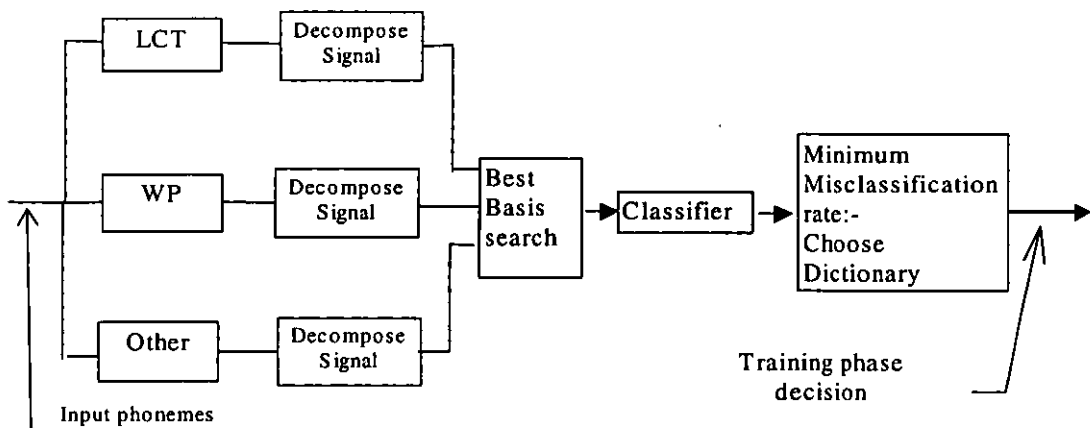 LCT
Decompose
Signal
WP
Decompose
Signal
Other
Decompose
Signal
Best
Basis
search
Classifier
Minimum
Misclassification
rate:-
Choose
Dictionary
Training phase
decision
Input phonemes